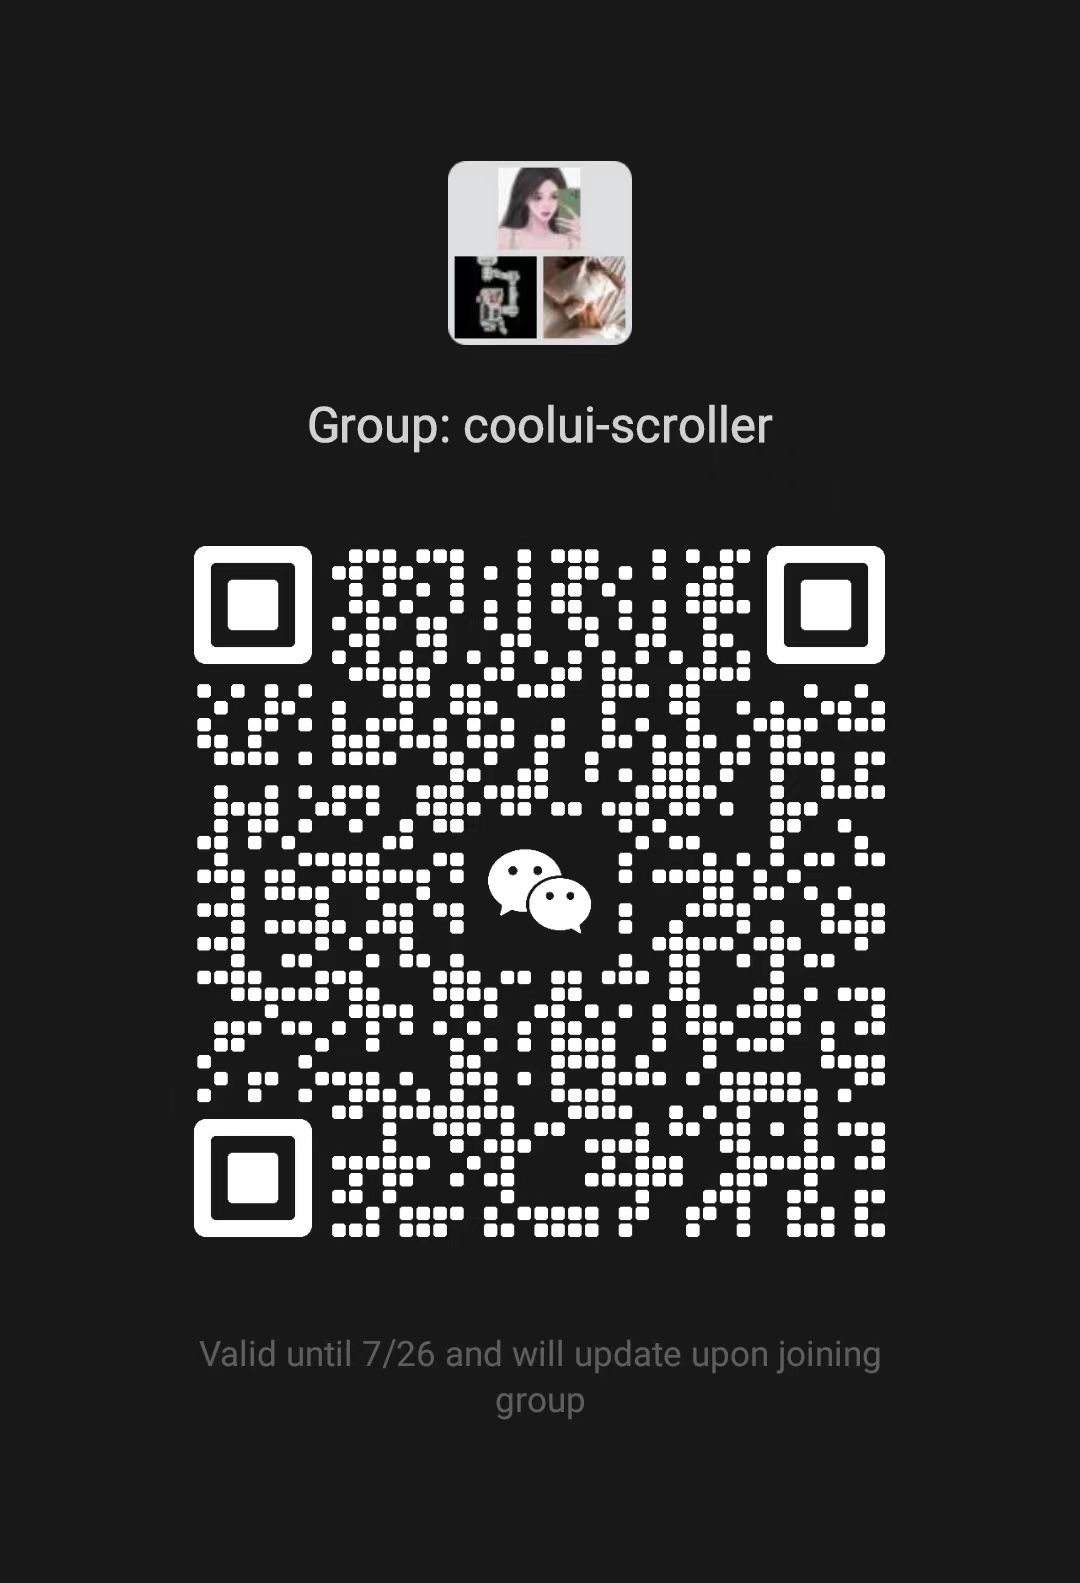 Group: coolui-scroller
Valid until 7/26 and will update upon joining
group